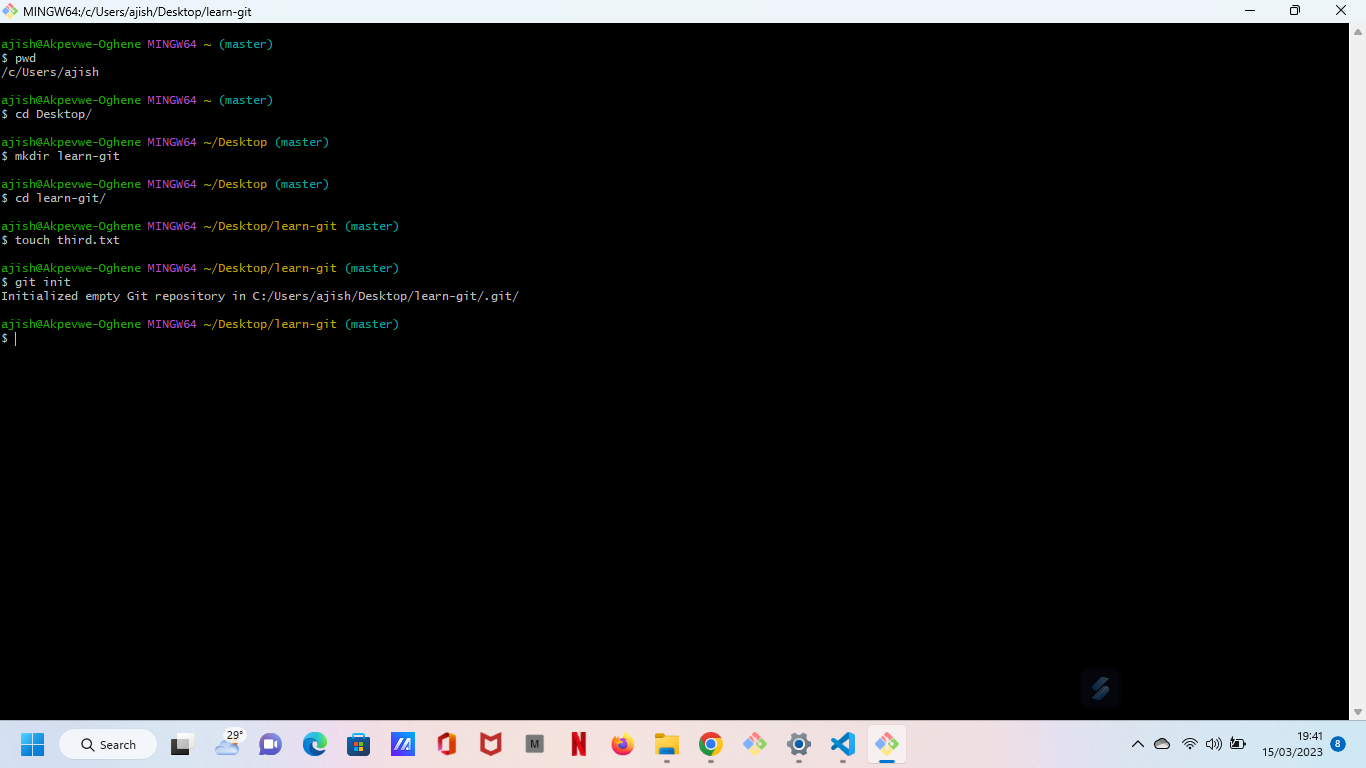 MINGW64:/c/Users/ajish/Desktop/learn-git
ajish@Akpevwe-Oghene MINGW64 ~ (master)
$ pwd
/c/Users/ajish
ajish@Akpevwe-Oghene MINGW64 ~ (master)
$ cd Desktop/
ajish@Akpevwe-Oghene MINGW64 ~/Desktop (master)
$ mkdir learn-git
ajish@Akpevwe-Oghene MINGW64 ~/Desktop (master)
$ cd learn-git/
ajish@Akpevwe-Oghene MINGW64 ~/Desktop/learn-git (master)
$ touch third.txt
ajish@Akpevwe-Oghene MINGW64 ~/Desktop/learn-git (master)
$ git init
Initialized empty Git repository in C:/Users/ajish/Desktop/learn-git/.git/
ajish@Akpevwe-Oghene MINGW64 ~/Desktop/learn-git (master)
$
Search
29°
M
N
19:41
15/03/2023
8